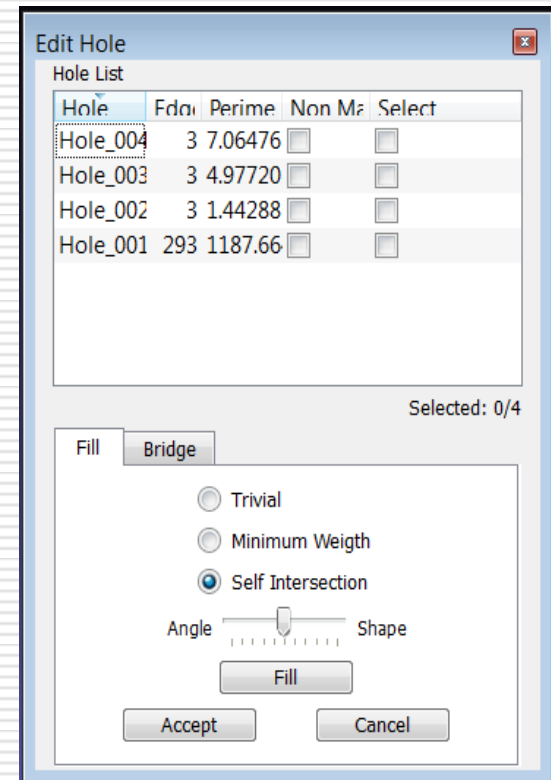 Edit Hole
Hole List
Hole Edge Perime Non Ma Select
Hole_004 3 7.06476
Hole_003 3 4.97720
Hole_002 3 1.44288
Hole_001 293 1187.66
Selected: 0/4
Fill Bridge
Trivial
Minimum Weigth
Self Intersection
Angle Shape
Fill
Accept Cancel